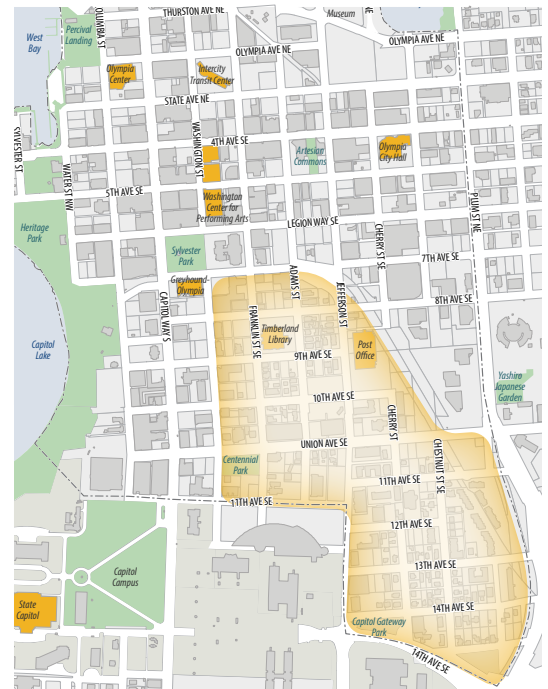 THURSTON AVE NE
Museum
COLUMBIA ST
Percival
Landing
West
Bay
OLYMPIA AVE NE
OLYMPIA AVE NE
Olympia
Center
Intercity
Transit Center
STATE AVE NE
SYLVESTER ST
WASHINGTON ST
4TH AVE SE
Artesian
Commons
Olympia
City Hall
WATER ST NW
5TH AVE SE
Washington
Center for
Performing Arts
PLUM ST NE
LEGION WAY SE
Heritage
Park
CHERRY ST SE
Sylvester
Park
7TH AVE SE
Greyhound-
Olympia
ADAMS ST
JEFFERSON ST
8TH AVE SE
CAPITOL WAY S
FRANKLIN ST SE
Timberland
Library
Capitol
Lake
Post
Office
9TH AVE SE
Yashiro
Japanese
Garden
10TH AVE SE
CHERRY ST
UNION AVE SE
CHESTNUT ST SE
Centennial
Park
11TH AVE SE
11TH AVE SE
12TH AVE SE
13TH AVE SE
Capitol
Campus
State
Capitol
14TH AVE SE
Capitol Gateway
Park
14TH AVE SE